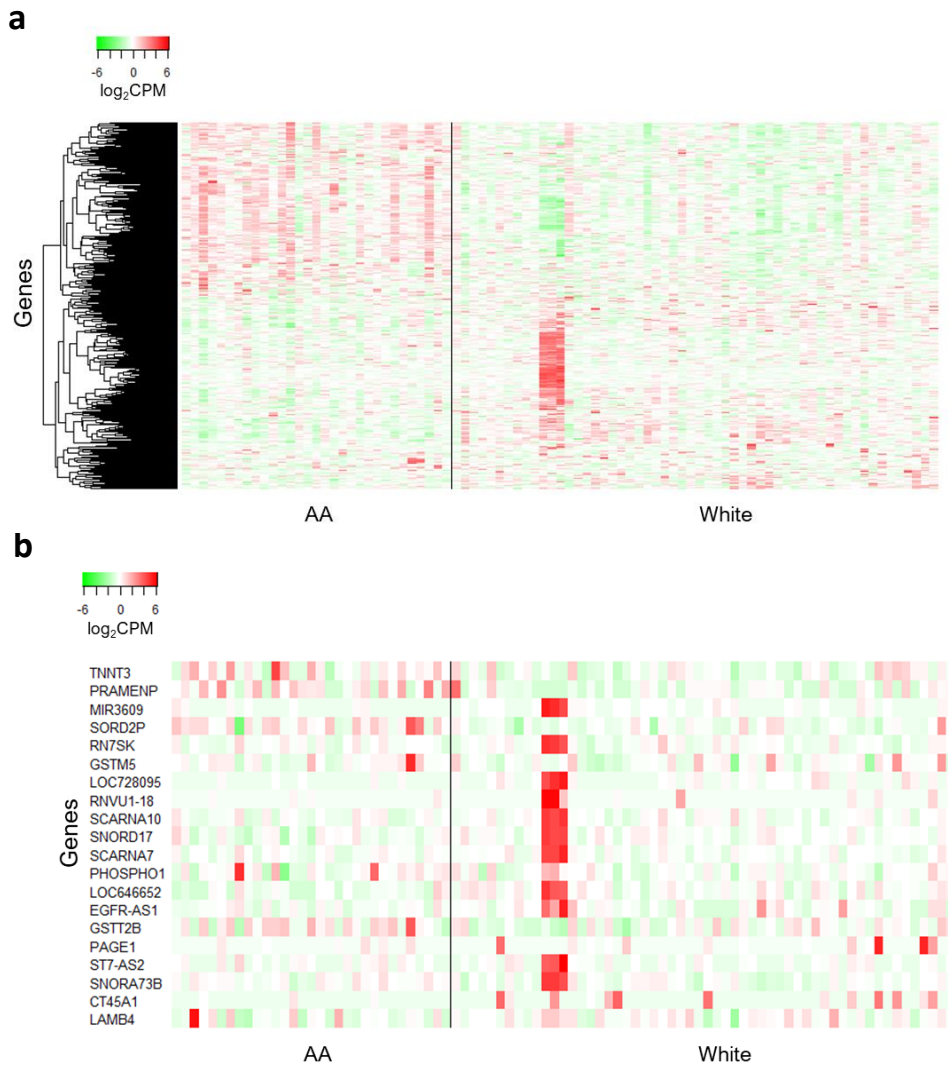 a
-6 0 6
log₂CPM
Genes
AA White
b
-6 0 6
log₂CPM
Genes
TNNT3
PRAMENP
MIR3609
SORD2P
RN7SK
GSTM5
LOC728095
RNVU1-18
SCARNA10
SNORD17
SCARNA7
PHOSPHO1
LOC646652
EGFR-AS1
GSTT2B
PAGE1
ST7-AS2
SNORA73B
CT45A1
LAMB4
AA White